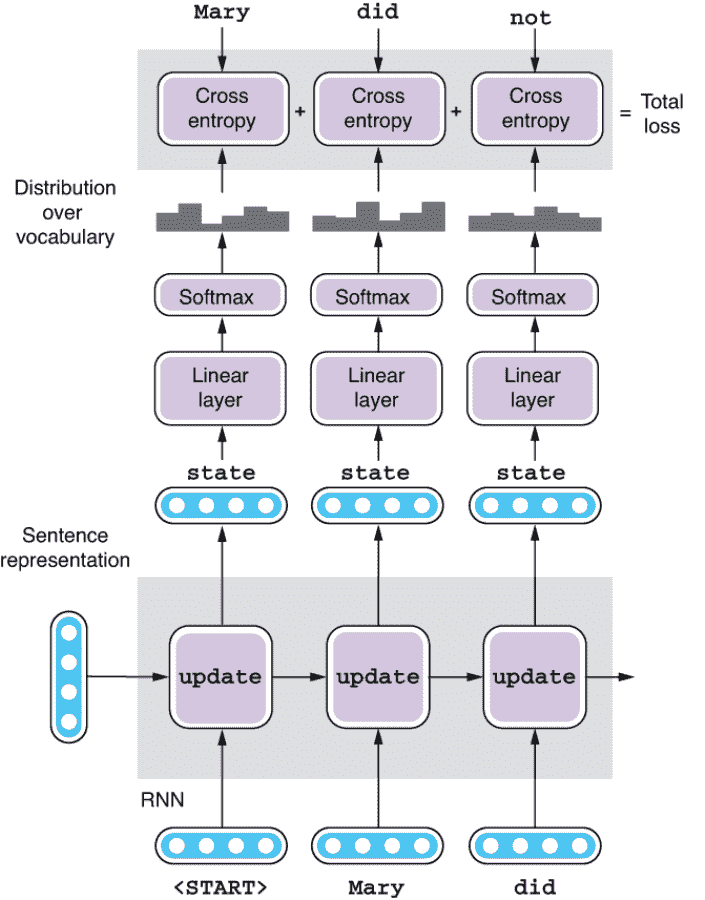 Mary did not
Cross entropy + Cross entropy + Cross entropy = Total loss
Distribution
over
vocabulary
Softmax Softmax Softmax
Linear layer Linear layer Linear layer
state state state
Sentence
representation
update update update
RNN
<START> Mary did